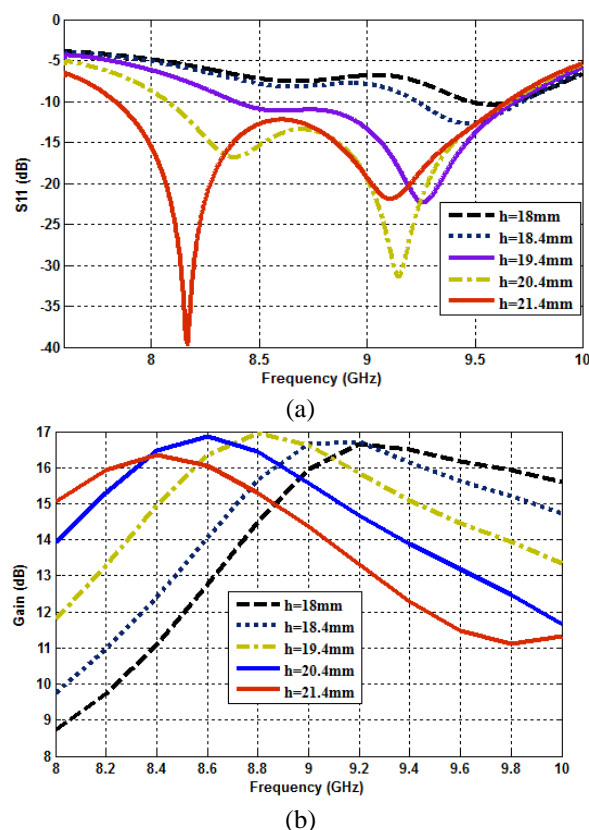 0
-5
-10
-15
-20
-25
-30
-35
-40
S11 (dB)
h=18mm
h=18.4mm
h=19.4mm
h=20.4mm
h=21.4mm
8 8.5 9 9.5 10
Frequency (GHz)
(a)
17
16
15
14
13
12
11
10
9
8
Gain (dB)
h=18mm
h=18.4mm
h=19.4mm
h=20.4mm
h=21.4mm
8 8.2 8.4 8.6 8.8 9 9.2 9.4 9.6 9.8 10
Frequency (GHz)
(b)